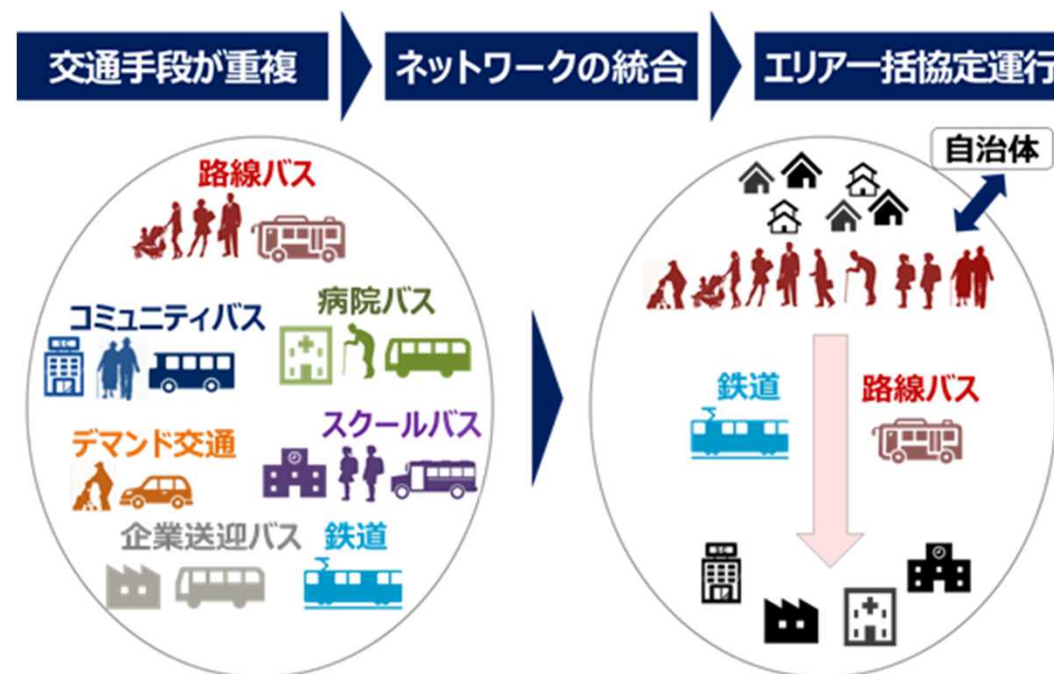 交通手段が重複
ネットワークの統合
エリア一括協定運行
自治体
路線バス
コミュニティバス
病院バス
デマンド交通
スクールバス
企業送迎バス
鉄道
鉄道
路線バス